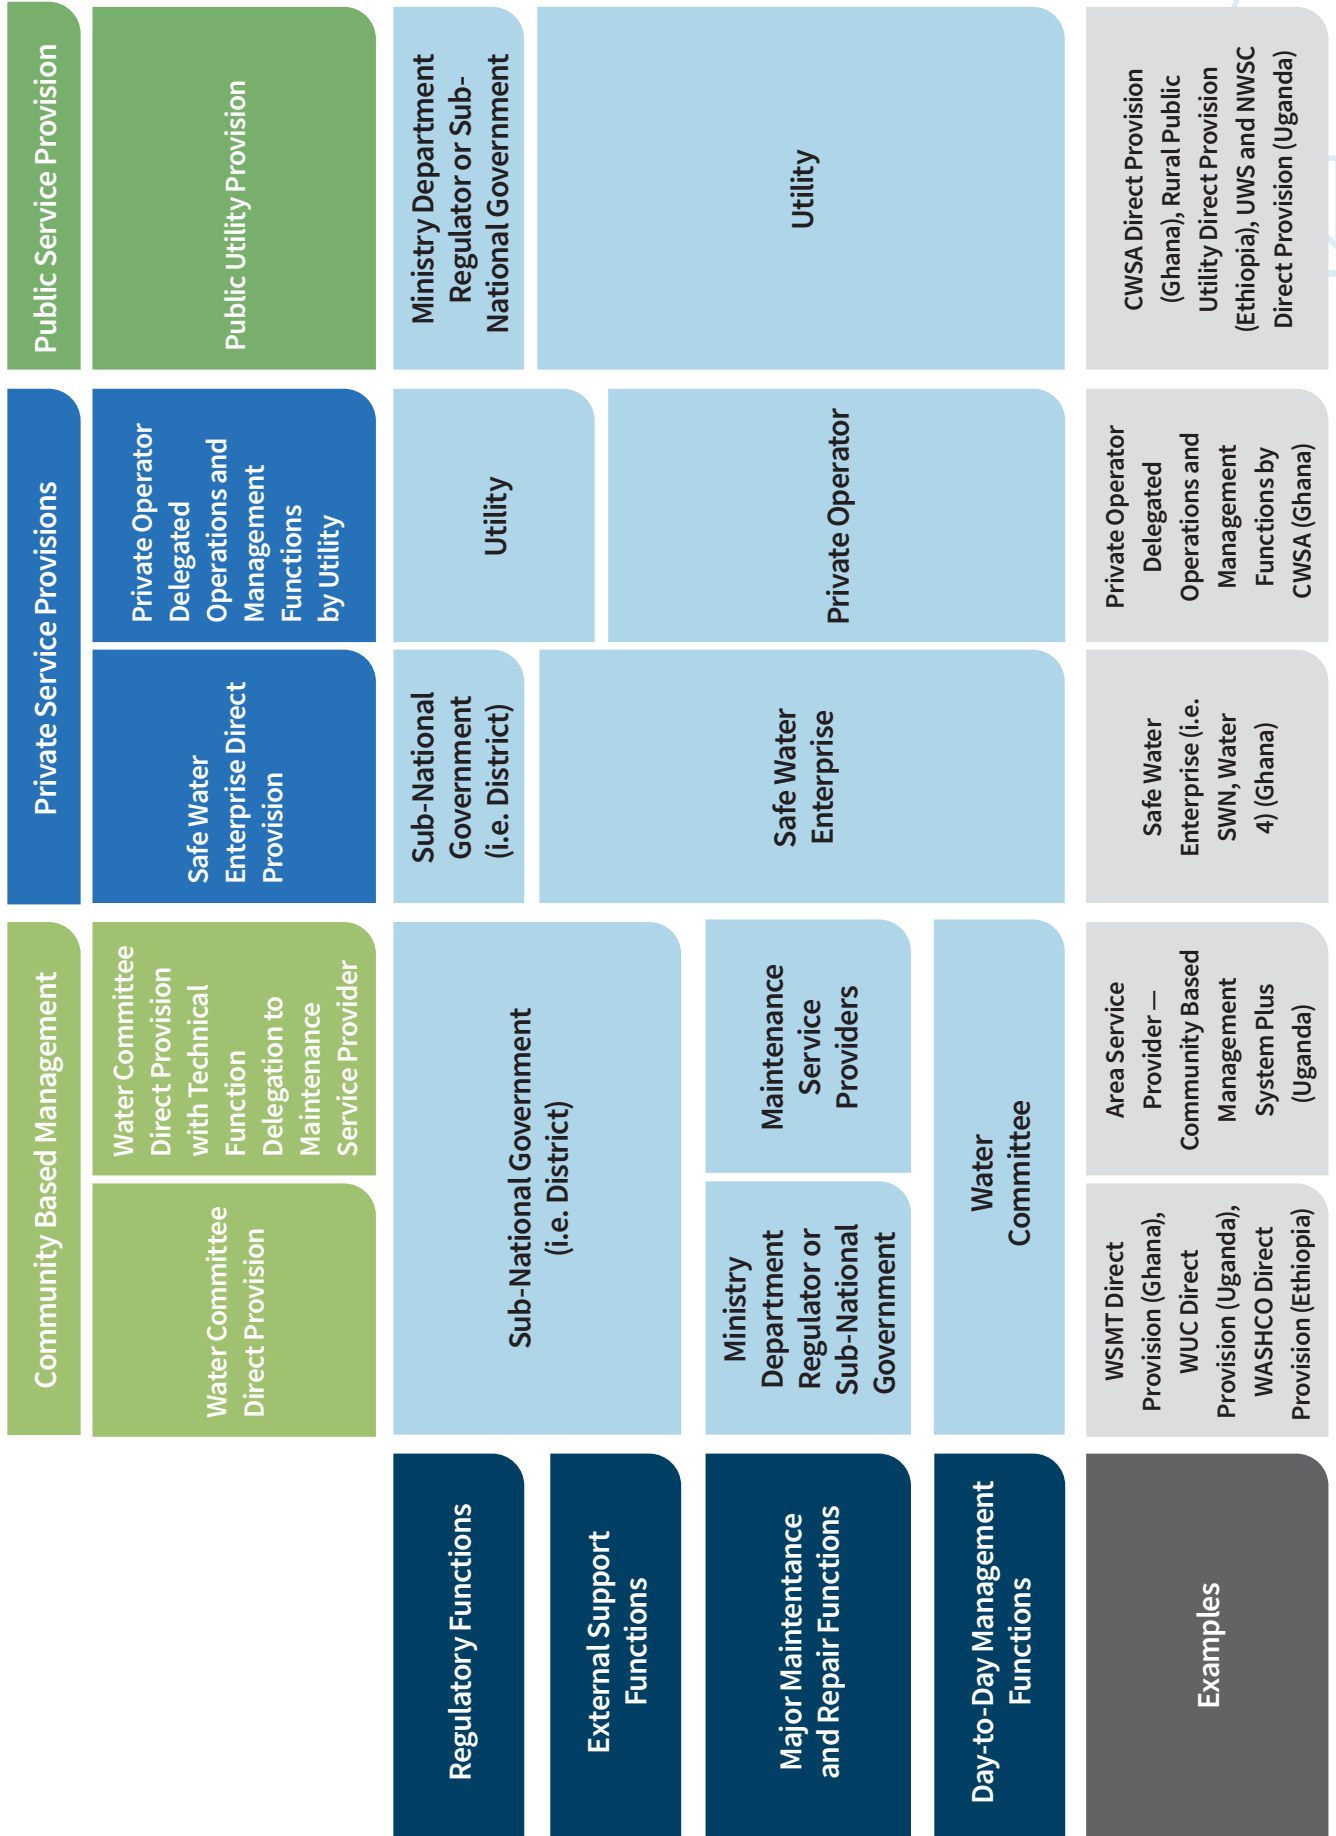 Community Based Management
Private Service Provisions
Public Service Provision
Water Committee
Direct Provision
Water Committee
Direct Provision
with Technical
Function
Delegation to
Maintenance
Service Provider
Safe Water
Enterprise Direct
Provision
Private Operator
Delegated
Operations and
Management
Functions
by Utility
Public Utility Provision
Regulatory Functions
Sub-National Government
(i.e. District)
Sub-National
Government
(i.e. District)
Utility
Ministry Department
Regulator or Sub-
National Government
External Support
Functions
Safe Water
Enterprise
Private Operator
Utility
Major Maintentance
and Repair Functions
Ministry
Department
Regulator or
Sub-National
Government
Maintenance
Service
Providers
Day-to-Day Management
Functions
Water
Committee
Examples
WSMT Direct
Provision (Ghana),
WUC Direct
Provision (Uganda),
WASHCO Direct
Provision (Ethiopia)
Area Service
Provider —
Community Based
Management
System Plus
(Uganda)
Safe Water
Enterprise (i.e.
SWN, Water
4) (Ghana)
Private Operator
Delegated
Operations and
Management
Functions by
CWSA (Ghana)
CWSA Direct Provision
(Ghana), Rural Public
Utility Direct Provision
(Ethiopia), UWS and NWSC
Direct Provision (Uganda)